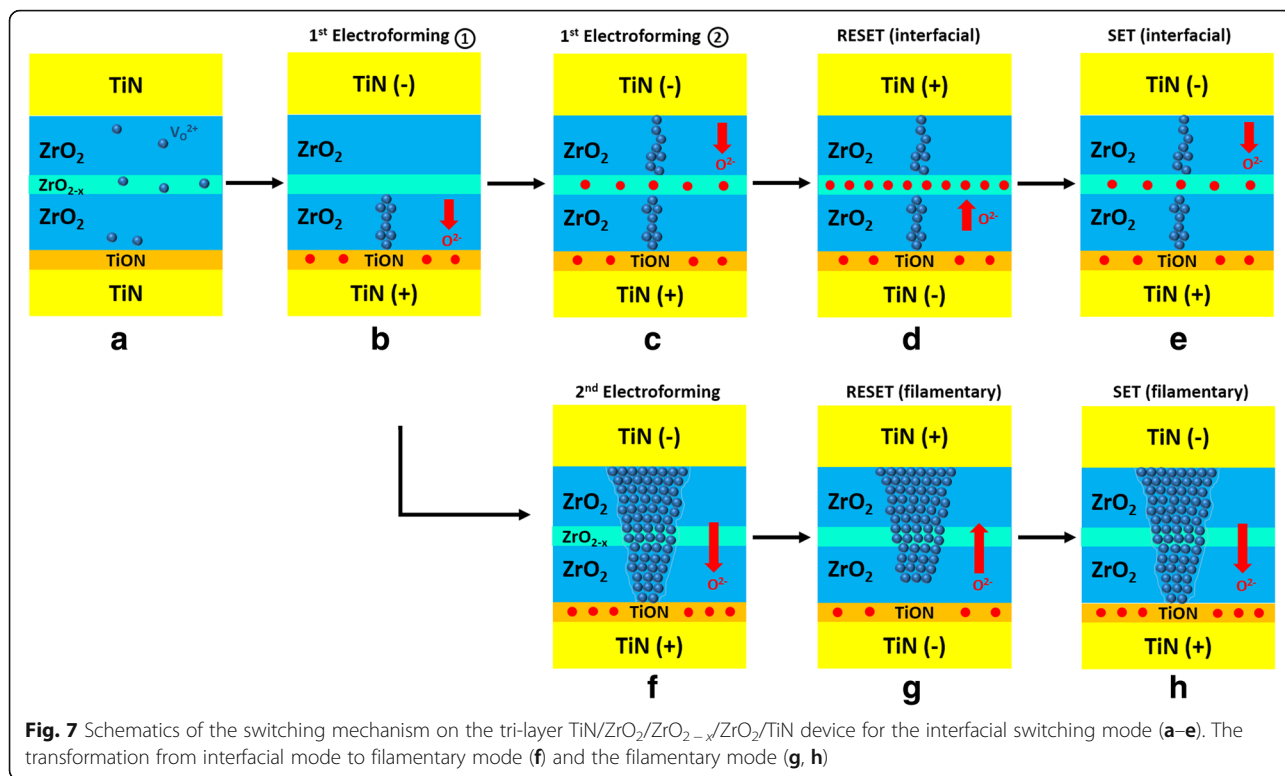 1st Electroforming ①
1st Electroforming ②
RESET (interfacial)
SET (interfacial)
TiN
VO2+
ZrO2
ZrO2-x
ZrO2
TiON
TiN
a
TiN (-)
ZrO2
ZrO2
O2-
TiON
TiN (+)
b
TiN (-)
ZrO2
O2-
ZrO2
TiON
TiN (+)
c
TiN (+)
ZrO2
ZrO2
O2-
TiON
TiN (-)
d
TiN (-)
ZrO2
O2-
ZrO2
TiON
TiN (+)
e
2nd Electroforming
RESET (filamentary)
SET (filamentary)
TiN (-)
ZrO2
ZrO2-x
ZrO2
O2-
TiON
TiN (+)
f
TiN (+)
ZrO2
ZrO2
O2-
TiON
TiN (-)
g
TiN (-)
ZrO2
ZrO2
O2-
TiON
TiN (+)
h
Fig. 7 Schematics of the switching mechanism on the tri-layer TiN/ZrO2/ZrO2 − x/ZrO2/TiN device for the interfacial switching mode (a–e). The
transformation from interfacial mode to filamentary mode (f) and the filamentary mode (g, h)